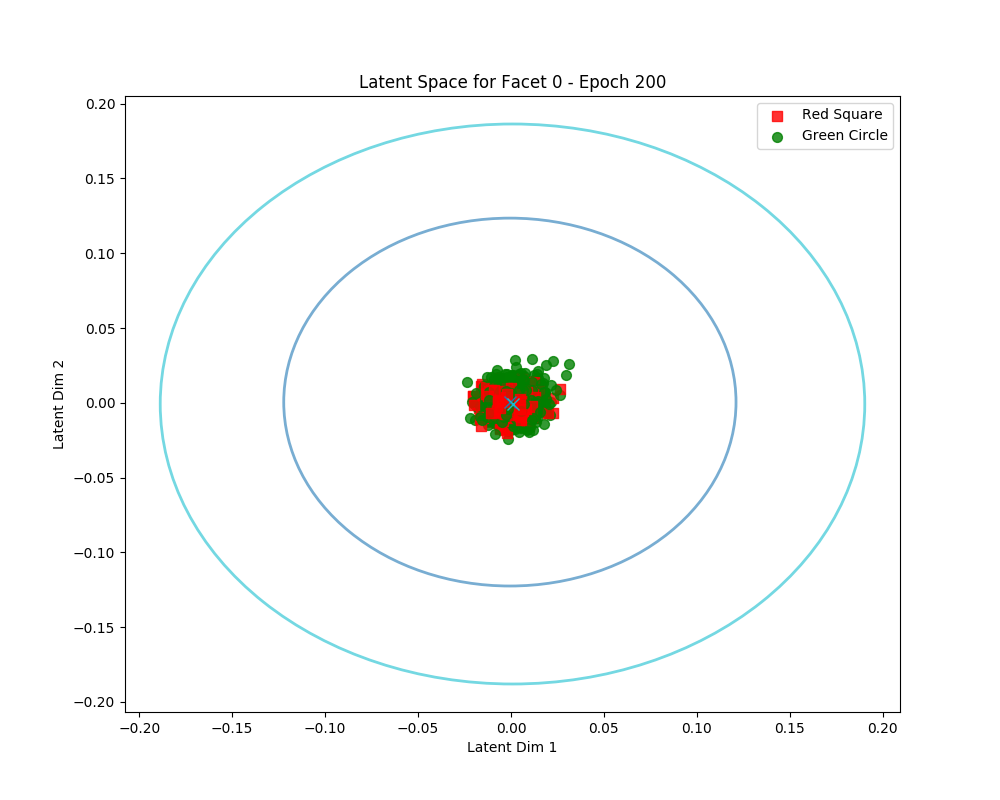 Latent Space for Facet 0 - Epoch 200
Red Square
Green Circle
0.20
0.15
0.10
0.05
0.00
−0.05
−0.10
−0.15
−0.20
Latent Dim 2
−0.20 −0.15 −0.10 −0.05 0.00 0.05 0.10 0.15 0.20
Latent Dim 1